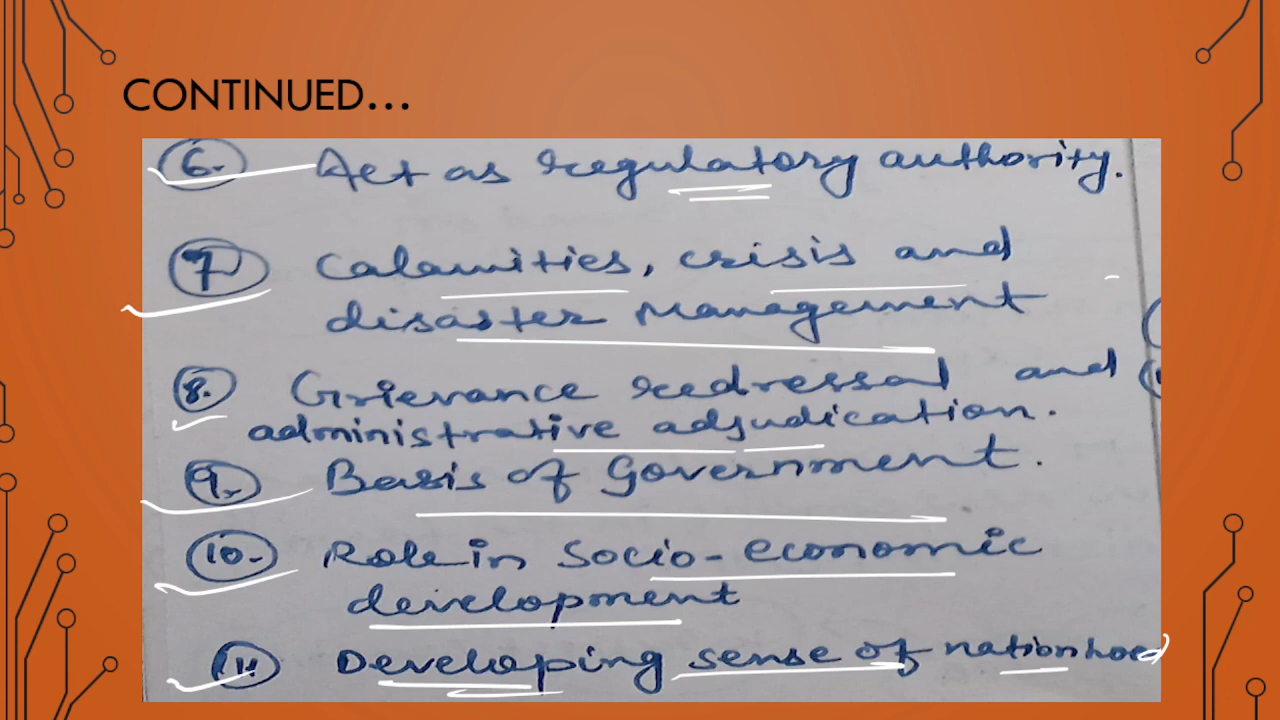 CONTINUED...
6. Act as regulatory authority.
7. Calamities, crisis and
disaster management
8. Grievance redressal and
administrative adjudication.
9. Basis of Government.
10. Role in Socio-economic
development
11. Developing sense of nationhood